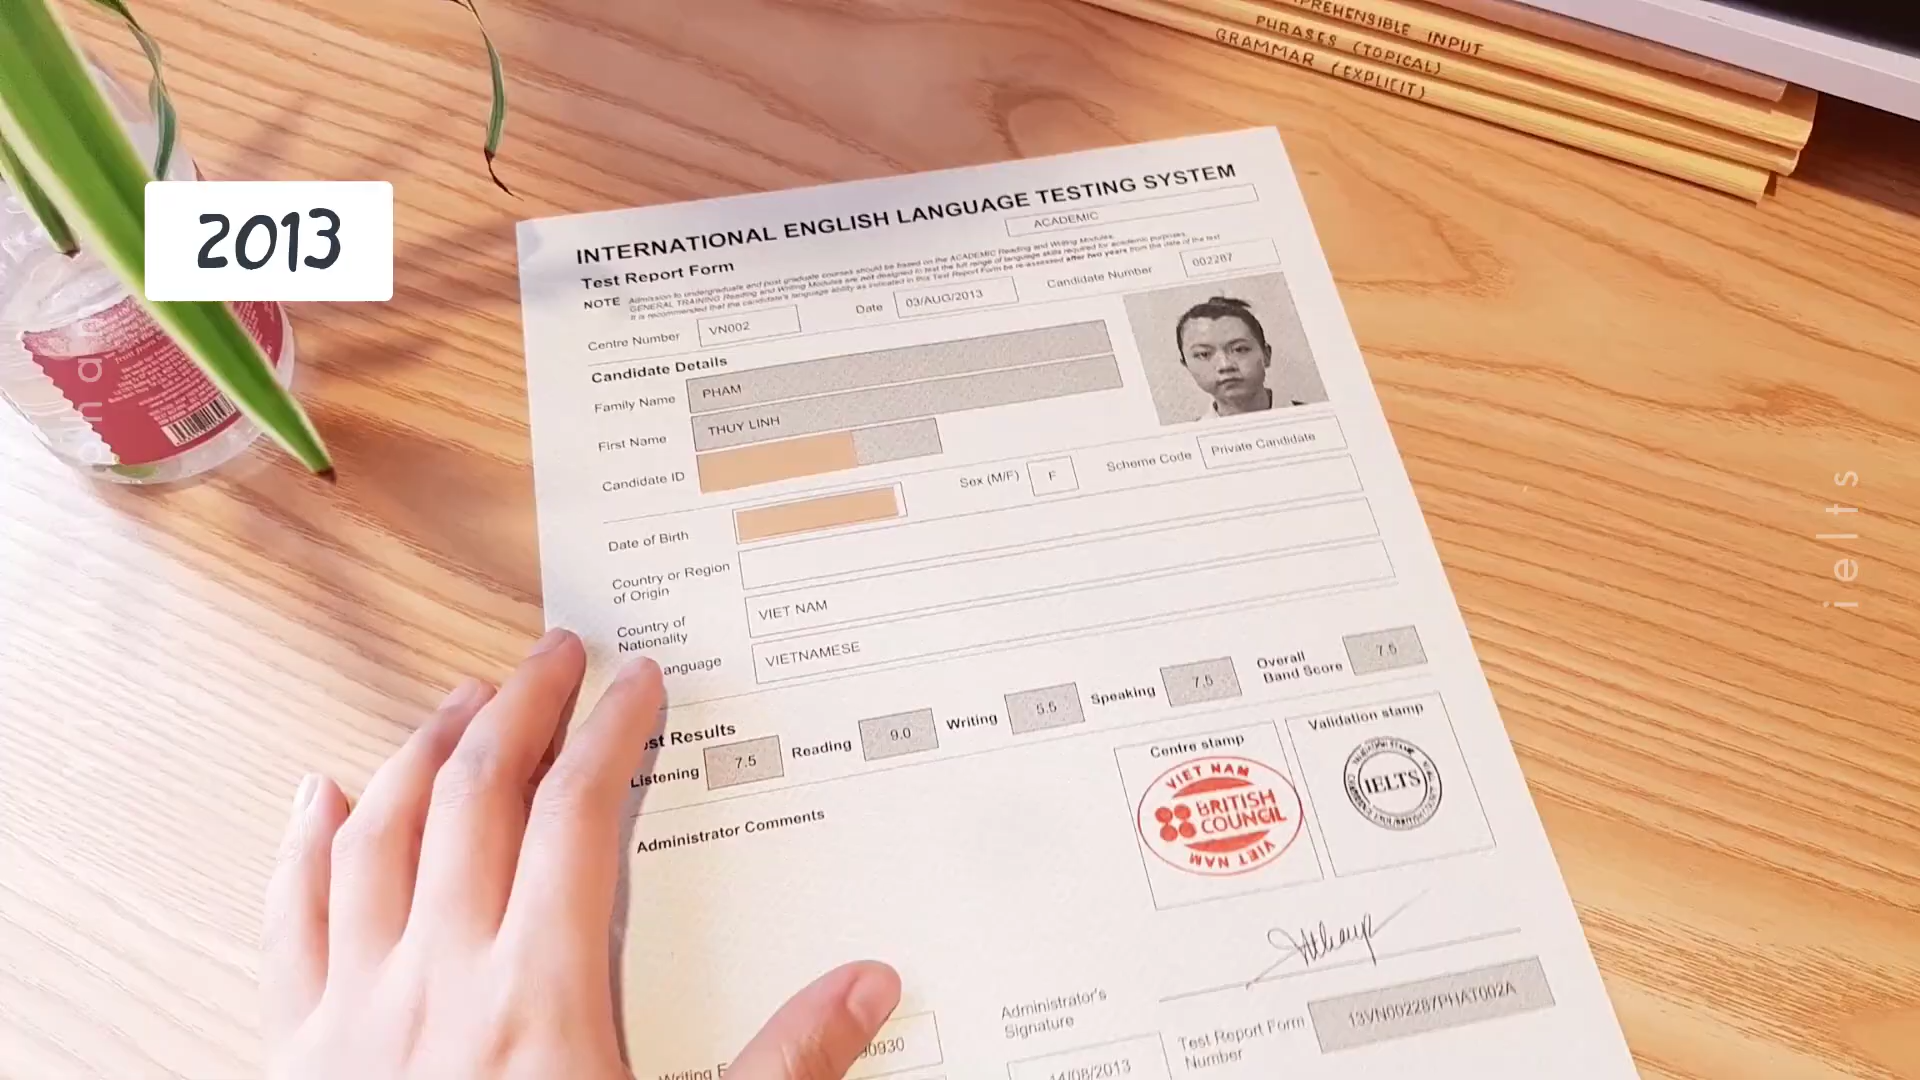 PREHENSIBLE INPUT
PHRASES (TOPICAL)
GRAMMAR (EXPLICIT)
2013
INTERNATIONAL ENGLISH LANGUAGE TESTING SYSTEM
ACADEMIC
Test Report Form
NOTE Admission to undergraduate and post graduate courses should be based on the ACADEMIC Reading and Writing Modules.
GENERAL TRAINING Reading and Writing Modules are not designed to test the full range of language skills required for academic purposes.
It is recommended that the candidate's language ability as indicated in this Test Report Form be re-assessed after two years from the date of the test
Centre Number VN002 Date 03/AUG/2013 Candidate Number 002287
Candidate Details
Family Name PHAM
First Name THUY LINH
Candidate ID
Date of Birth Sex (M/F) F Scheme Code Private Candidate
Country or Region
of Origin
Country of
Nationality VIET NAM
anguage VIETNAMESE
st Results
Listening 7.5 Reading 9.0 Writing 5.5 Speaking 7.5 Overall Band Score 7.5
Administrator Comments
Centre stamp
VIET NAM
BRITISH
COUNCIL
VIET NAM
Validation stamp
IELTS
Administrator's
Signature
0930
14/08/2013
Test Report Form
Number 13VN002287PHAT002A
Writing E
ielts